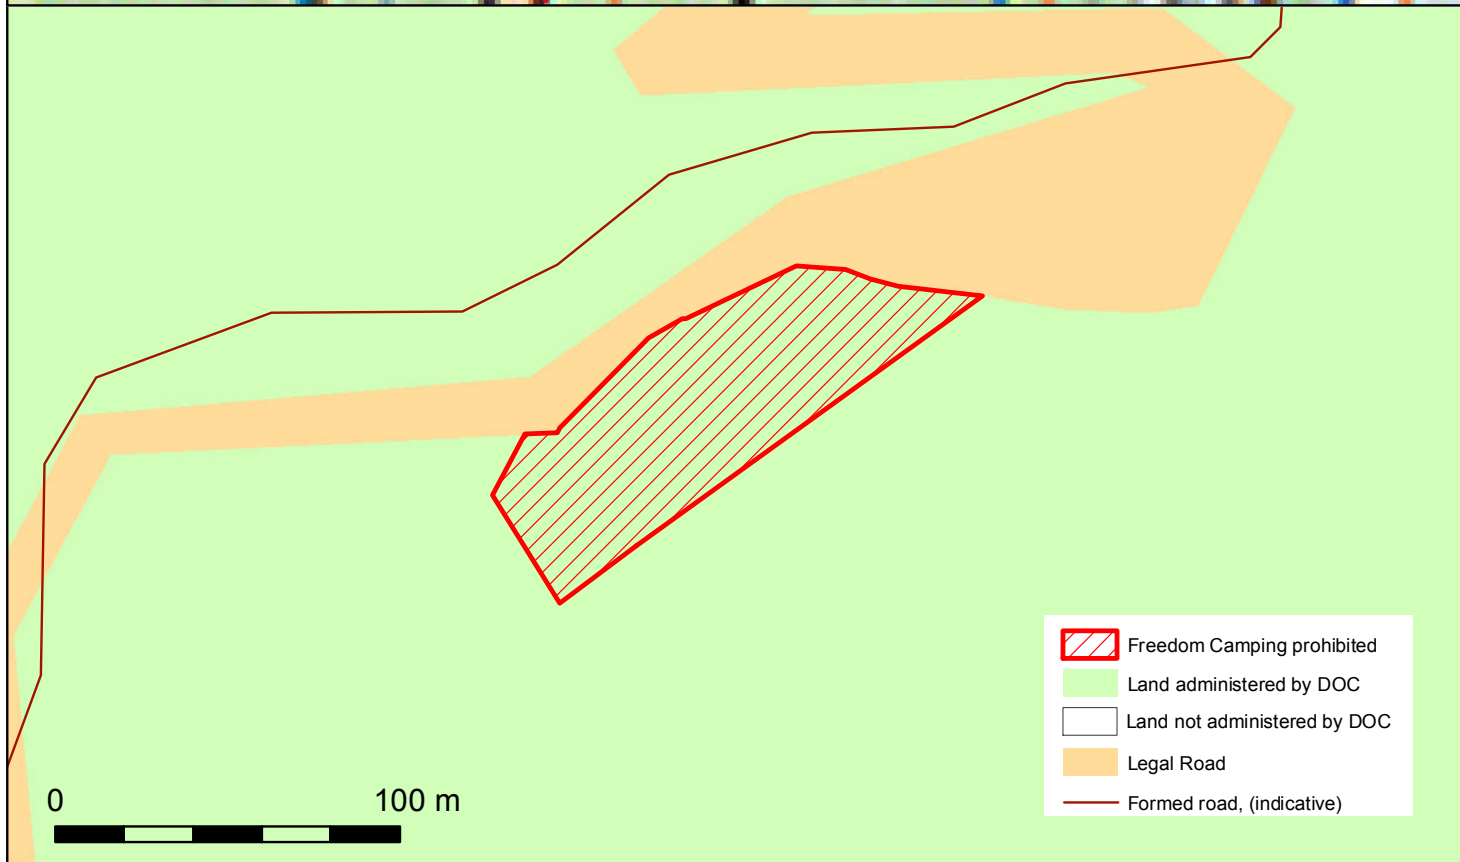 Freedom Camping prohibited
Land administered by DOC
Land not administered by DOC
Legal Road
Formed road, (indicative)
0 100 m